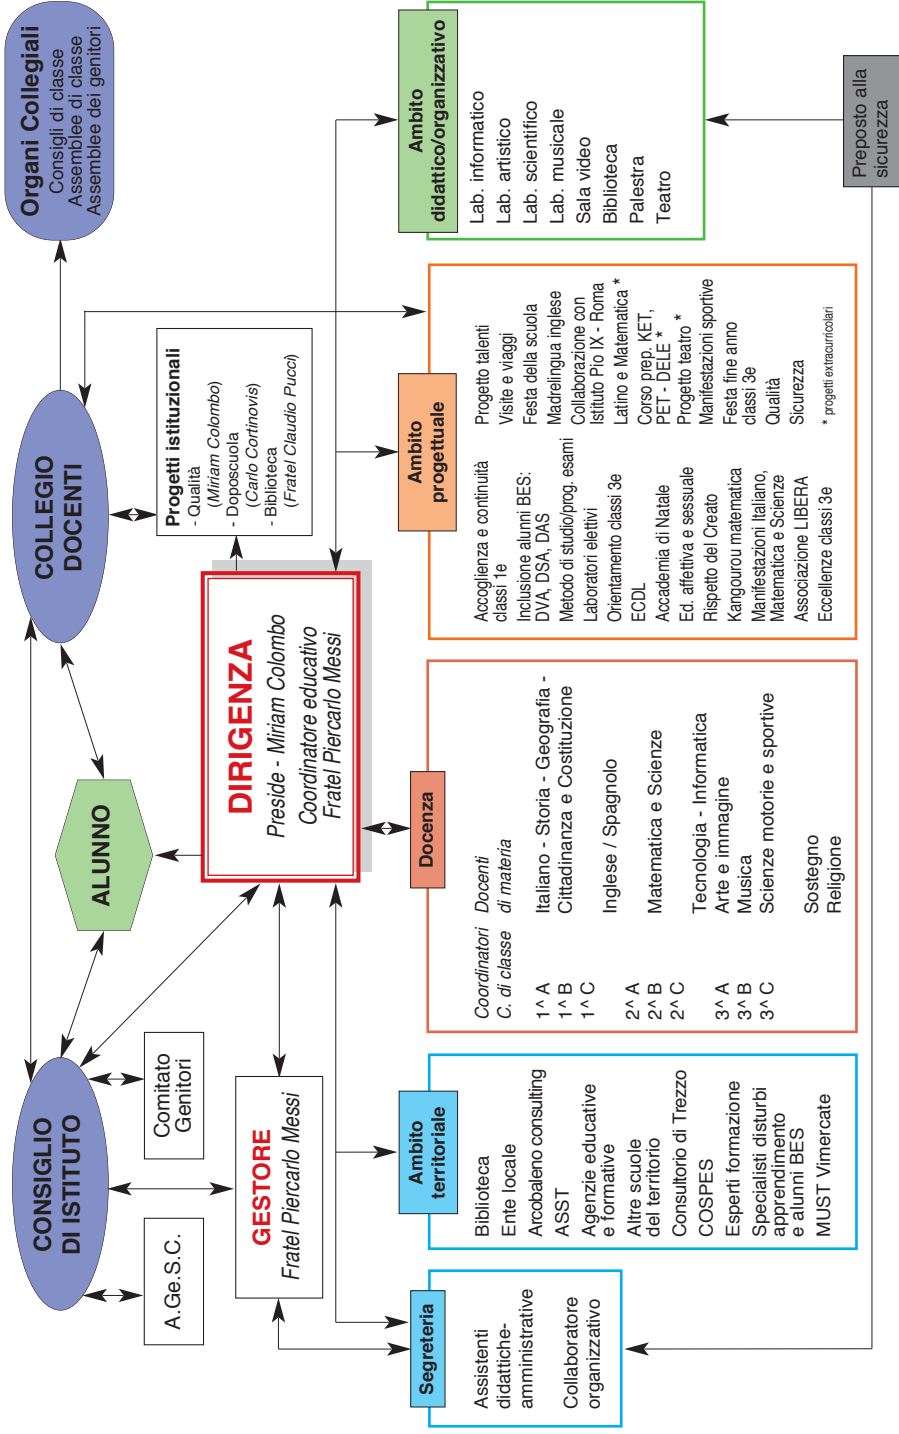 Organi Collegiali
Consigli di classe
Assemblee di classe
Assemblee dei genitori
COLLEGIO
DOCENTI
ALUNNO
CONSIGLIO
DI ISTITUTO
A.Ge.S.C.
Comitato
Genitori
GESTORE
Fratel Piercarlo Messi
DIRIGENZA
Preside - Miriam Colombo
Coordinatore educativo
Fratel Piercarlo Messi
Progetti istituzionali
- Qualità
(Miriam Colombo)
- Doposcuola
(Carlo Cortinovis)
- Biblioteca
(Fratel Claudio Pucci)
Segreteria
Assistenti
didattiche-
amministrative
Collaboratore
organizzativo
Ambito
territoriale
Biblioteca
Ente locale
Arcobaleno consulting
ASST
Agenzie educative
e formative
Altre scuole
del territorio
Consultorio di Trezzo
COSPES
Esperti formazione
Specialisti disturbi
apprendimento
e alunni BES
MUST Vimercate
Docenza
Coordinatori
C. di classe
1^ A
1^ B
1^ C
2^ A
2^ B
2^ C
3^ A
3^ B
3^ C
Docenti
di materia
Italiano - Storia - Geografia -
Cittadinanza e Costituzione
Inglese / Spagnolo
Matematica e Scienze
Tecnologia - Informatica
Arte e immagine
Musica
Scienze motorie e sportive
Sostegno
Religione
Ambito
progettuale
Accoglienza e continuità
classi 1e
Inclusione alunni BES:
DVA, DSA, DAS
Metodo di studio/prog. esami
Laboratori elettivi
Orientamento classi 3e
ECDL
Accademia di Natale
Ed. affettiva e sessuale
Rispetto del Creato
Kangourou matematica
Manifestazioni Italiano,
Matematica e Scienze
Associazione LIBERA
Eccellenze classi 3e
Progetto talenti
Visite e viaggi
Festa della scuola
Madrelingua inglese
Collaborazione con
Istituto Pio IX - Roma
Latino e Matematica *
Corso prep. KET,
PET - DELE *
Progetto teatro *
Manifestazioni sportive
Festa fine anno
classi 3e
Qualità
Sicurezza
* progetti extracurricolari
Ambito
didattico/organizzativo
Lab. informatico
Lab. artistico
Lab. scientifico
Lab. musicale
Sala video
Biblioteca
Palestra
Teatro
Preposto alla
sicurezza